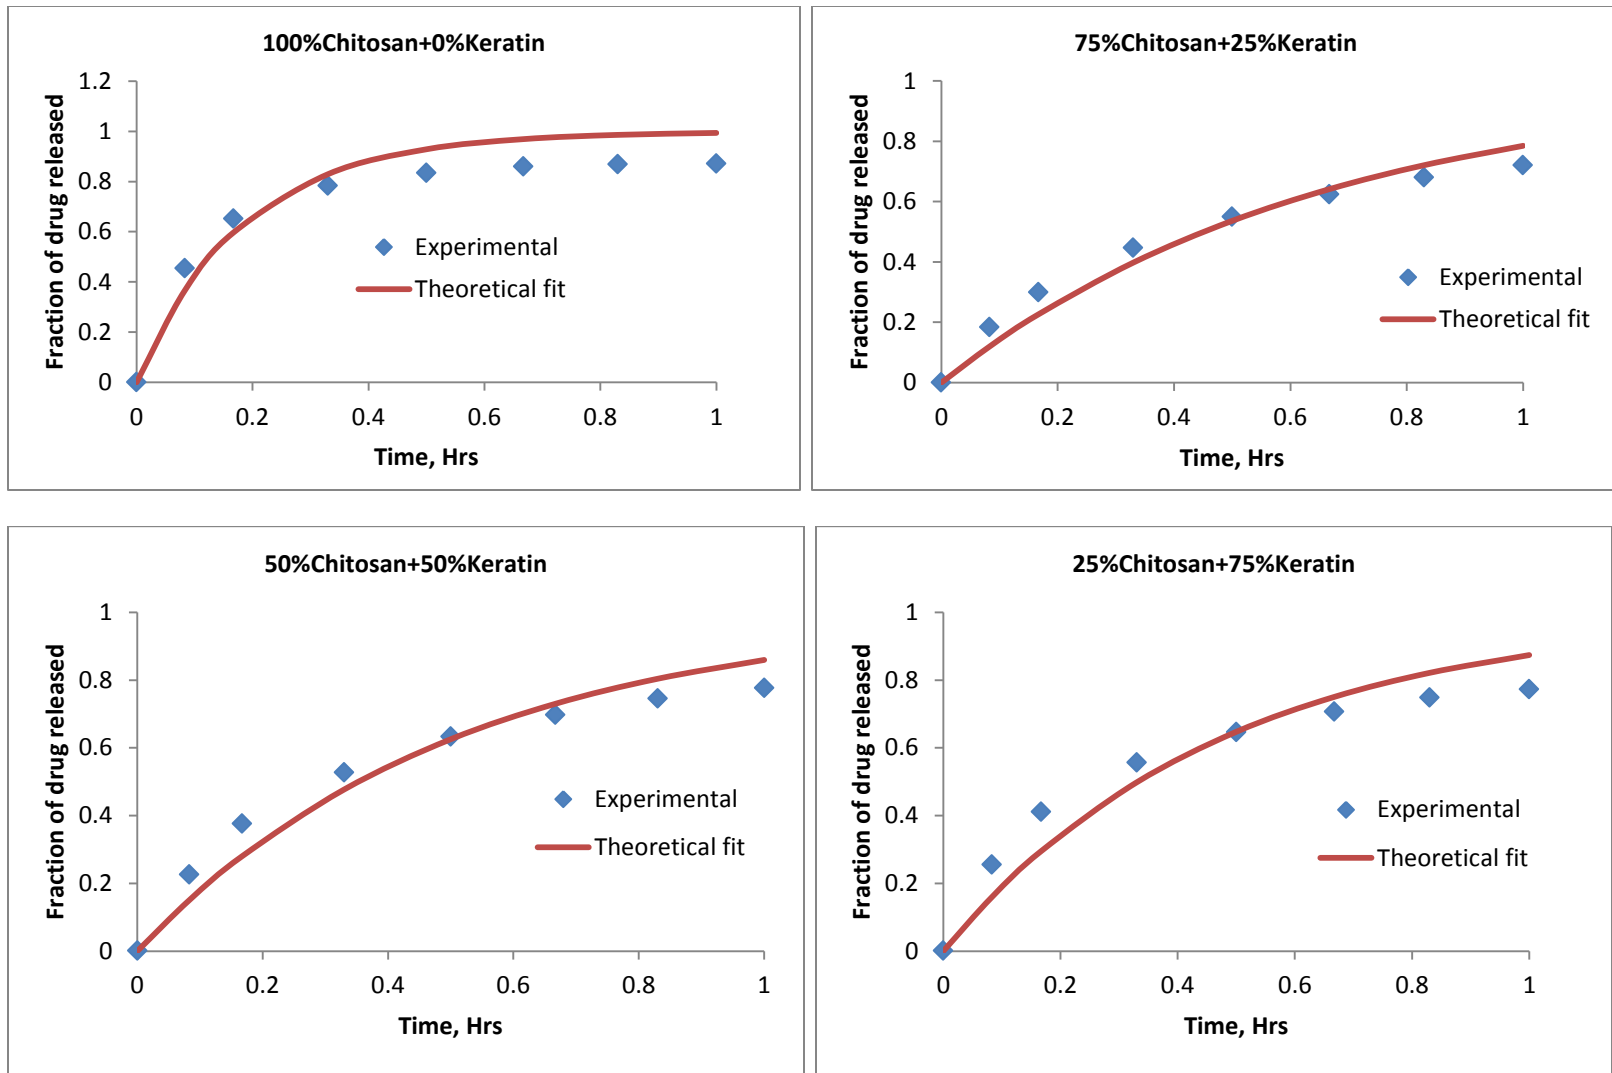 100%Chitosan+0%Keratin
Fraction of drug released
1.2
1
0.8
0.6
0.4
0.2
0
0 0.2 0.4 0.6 0.8 1
Time, Hrs
Experimental
Theoretical fit
75%Chitosan+25%Keratin
Fraction of drug released
1
0.8
0.6
0.4
0.2
0
0 0.2 0.4 0.6 0.8 1
Time, Hrs
Experimental
Theoretical fit
50%Chitosan+50%Keratin
Fraction of drug released
1
0.8
0.6
0.4
0.2
0
0 0.2 0.4 0.6 0.8 1
Time, Hrs
Experimental
Theoretical fit
25%Chitosan+75%Keratin
Fraction of drug released
1
0.8
0.6
0.4
0.2
0
0 0.2 0.4 0.6 0.8 1
Time, Hrs
Experimental
Theoretical fit